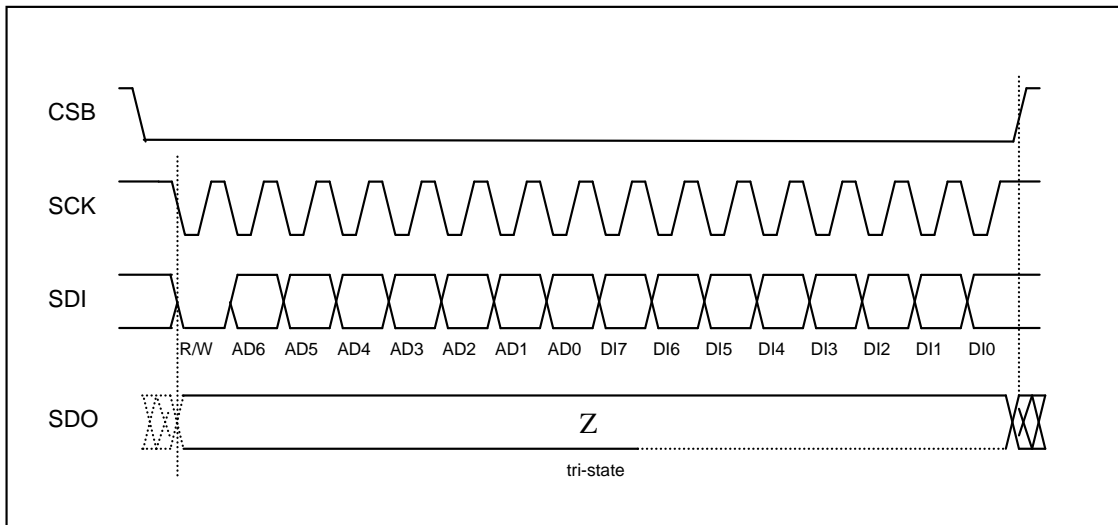 CSB
SCK
SDI
R/W AD6 AD5 AD4 AD3 AD2 AD1 AD0 DI7 DI6 DI5 DI4 DI3 DI2 DI1 DI0
SDO
Z
tri-state